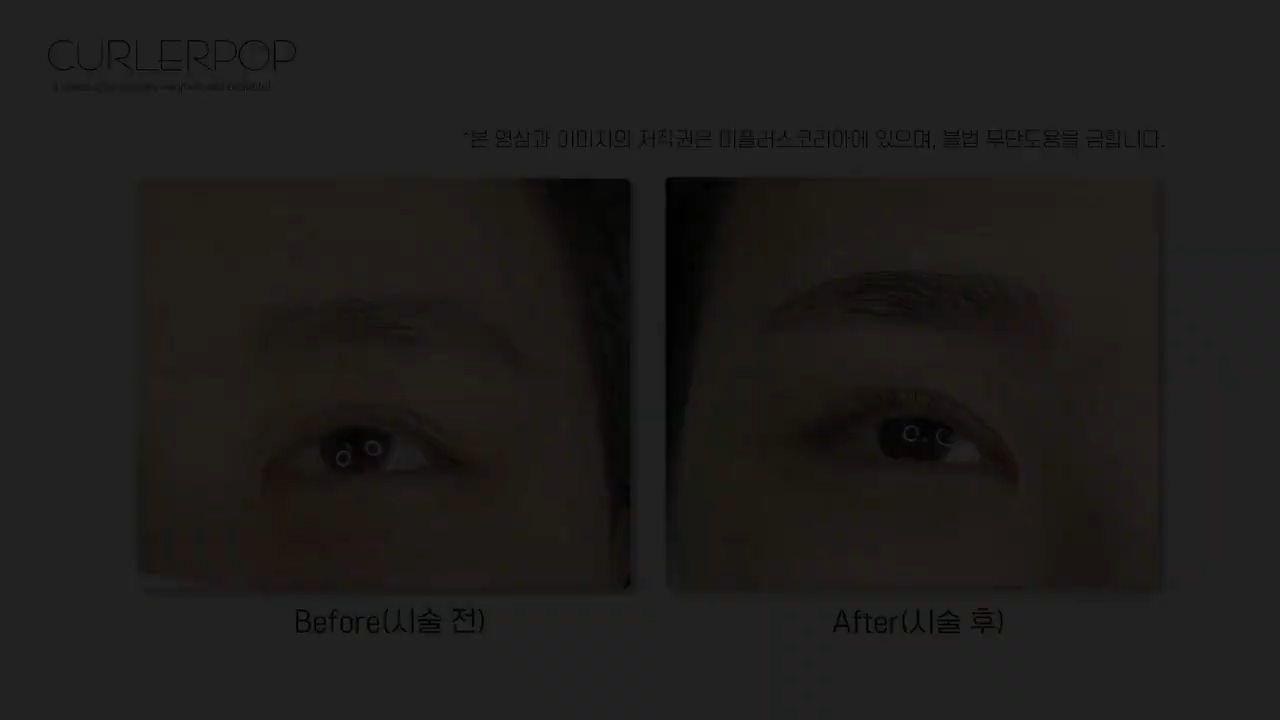 CURLERPOP
*본 영상과 이미지의 저작권은 미플러스코리아에 있으며, 불법 무단도용을 금합니다.
Before(시술 전)
After(시술 후)